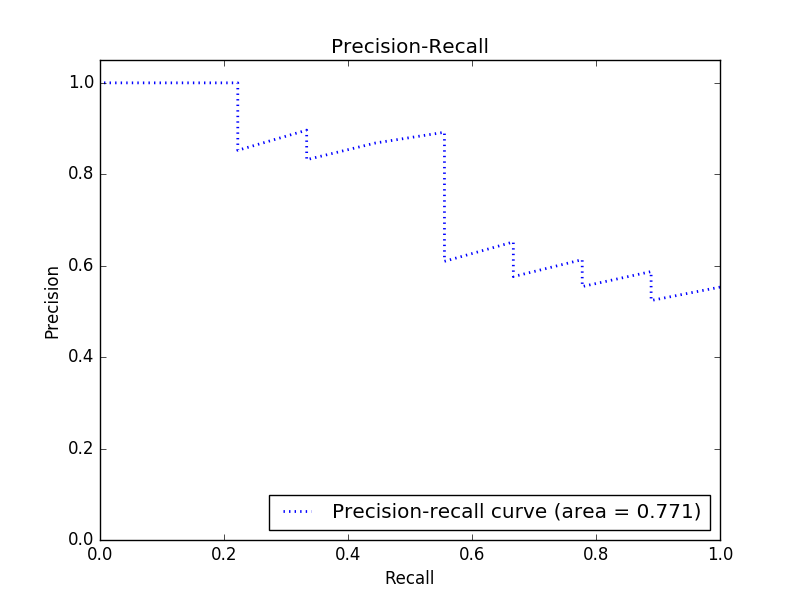 Precision-Recall
1.0
0.8
0.6
0.4
0.2
0.0
Precision
Precision-recall curve (area = 0.771)
0.0 0.2 0.4 0.6 0.8 1.0
Recall